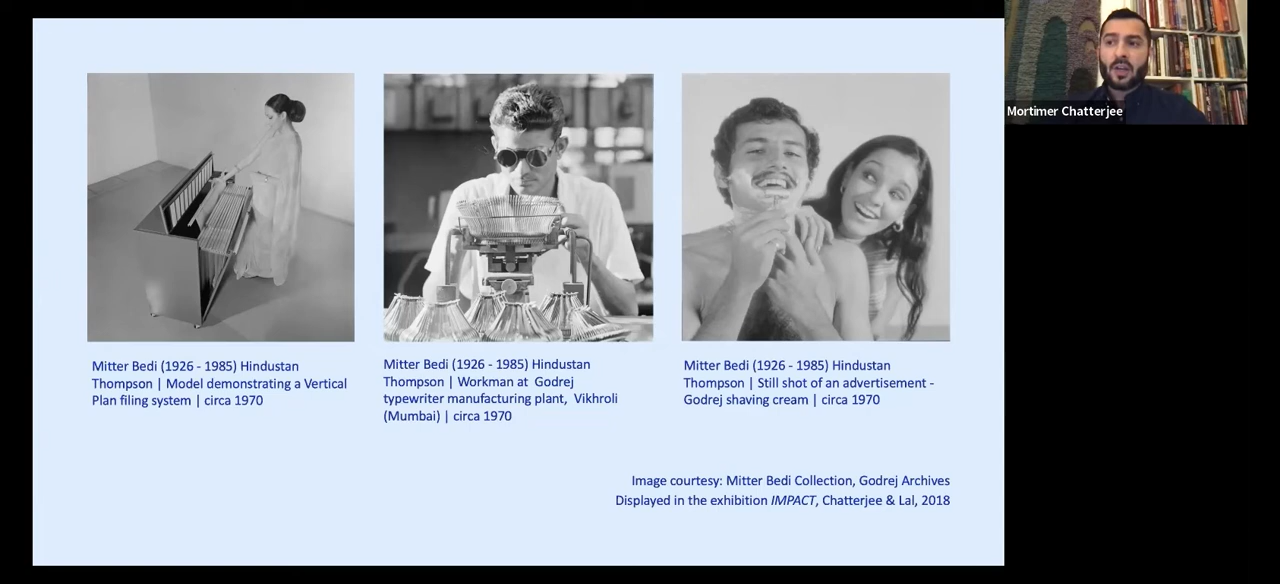 Mortimer Chatterjee
Mitter Bedi (1926 - 1985) Hindustan
Thompson | Model demonstrating a Vertical
Plan filing system | circa 1970
Mitter Bedi (1926 - 1985) Hindustan
Thompson | Workman at Godrej
typewriter manufacturing plant, Vikhroli
(Mumbai) | circa 1970
Mitter Bedi (1926 - 1985) Hindustan
Thompson | Still shot of an advertisement -
Godrej shaving cream | circa 1970
Image courtesy: Mitter Bedi Collection, Godrej Archives
Displayed in the exhibition IMPACT, Chatterjee & Lal, 2018